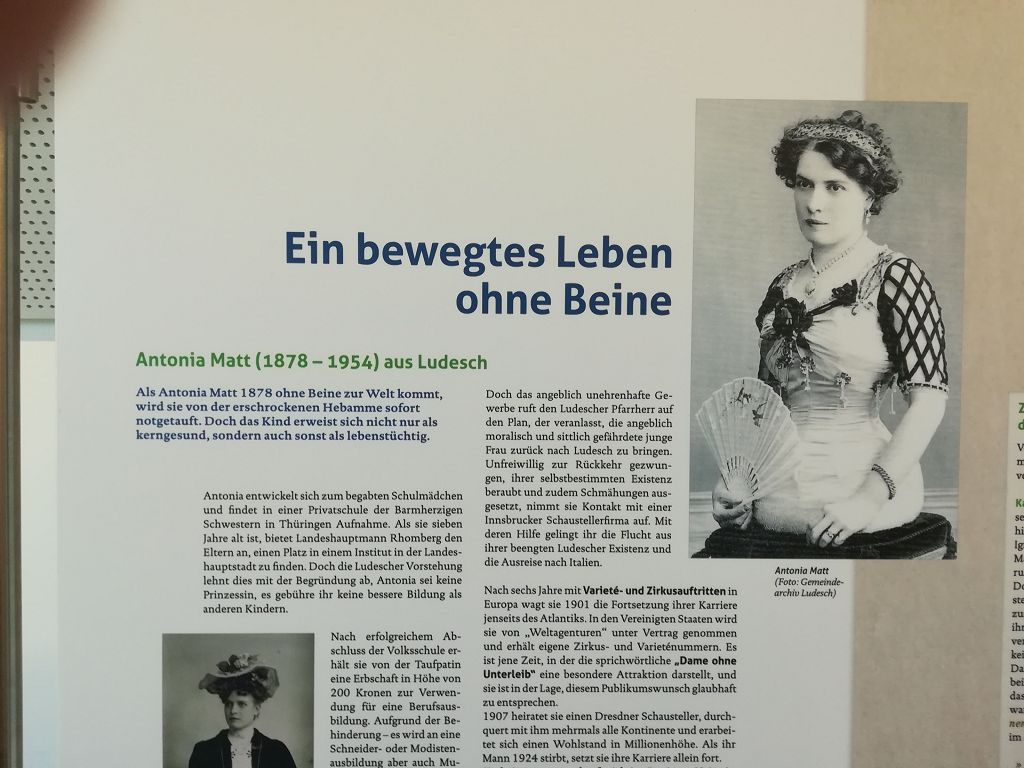 Ein bewegtes Leben
ohne Beine
Antonia Matt (1878 – 1954) aus Ludesch
Als Antonia Matt 1878 ohne Beine zur Welt kommt,
wird sie von der erschrockenen Hebamme sofort
notgetauft. Doch das Kind erweist sich nicht nur als
kerngesund, sondern auch sonst als lebenstüchtig.
Antonia entwickelt sich zum begabten Schulmädchen
und findet in einer Privatschule der Barmherzigen
Schwestern in Thüringen Aufnahme. Als sie sieben
Jahre alt ist, bietet Landeshauptmann Rhomberg den
Eltern an, einen Platz in einem Institut in der Landes-
hauptstadt zu finden. Doch die Ludescher Vorstehung
lehnt dies mit der Begründung ab, Antonia sei keine
Prinzessin, es gebühre ihr keine bessere Bildung als
anderen Kindern.
Nach erfolgreichem Ab-
schluss der Volksschule er-
hält sie von der Taufpatin
eine Erbschaft in Höhe von
200 Kronen zur Verwen-
dung für eine Berufsaus-
bildung. Aufgrund der Be-
hinderung – es wird an eine
Schneider- oder Modisten-
ausbildung aber auch Mu-
Doch das angeblich unehrenhafte Ge-
werbe ruft den Ludescher Pfarrherr auf
den Plan, der veranlasst, die angeblich
moralisch und sittlich gefährdete junge
Frau zurück nach Ludesch zu bringen.
Unfreiwillig zur Rückkehr gezwun-
gen, ihrer selbstbestimmten Existenz
beraubt und zudem Schmähungen aus-
gesetzt, nimmt sie Kontakt mit einer
Innsbrucker Schaustellerfirma auf. Mit
deren Hilfe gelingt ihr die Flucht aus
ihrer beengten Ludescher Existenz und
die Ausreise nach Italien.
Nach sechs Jahre mit Varieté- und Zirkusauftritten in
Europa wagt sie 1901 die Fortsetzung ihrer Karriere
jenseits des Atlantiks. In den Vereinigten Staaten wird
sie von „Weltagenturen“ unter Vertrag genommen
und erhält eigene Zirkus- und Varieténummern. Es
ist jene Zeit, in der die sprichwörtliche „Dame ohne
Unterleib“ eine besondere Attraktion darstellt, und
sie ist in der Lage, diesem Publikumswunsch glaubhaft
zu entsprechen.
1907 heiratet sie einen Dresdner Schausteller, durch-
quert mit ihm mehrmals alle Kontinente und erarbei-
tet sich einen Wohlstand in Millionenhöhe. Als ihr
Mann 1924 stirbt, setzt sie ihre Karriere allein fort.
Antonia Matt
(Foto: Gemeinde-
archiv Ludesch)